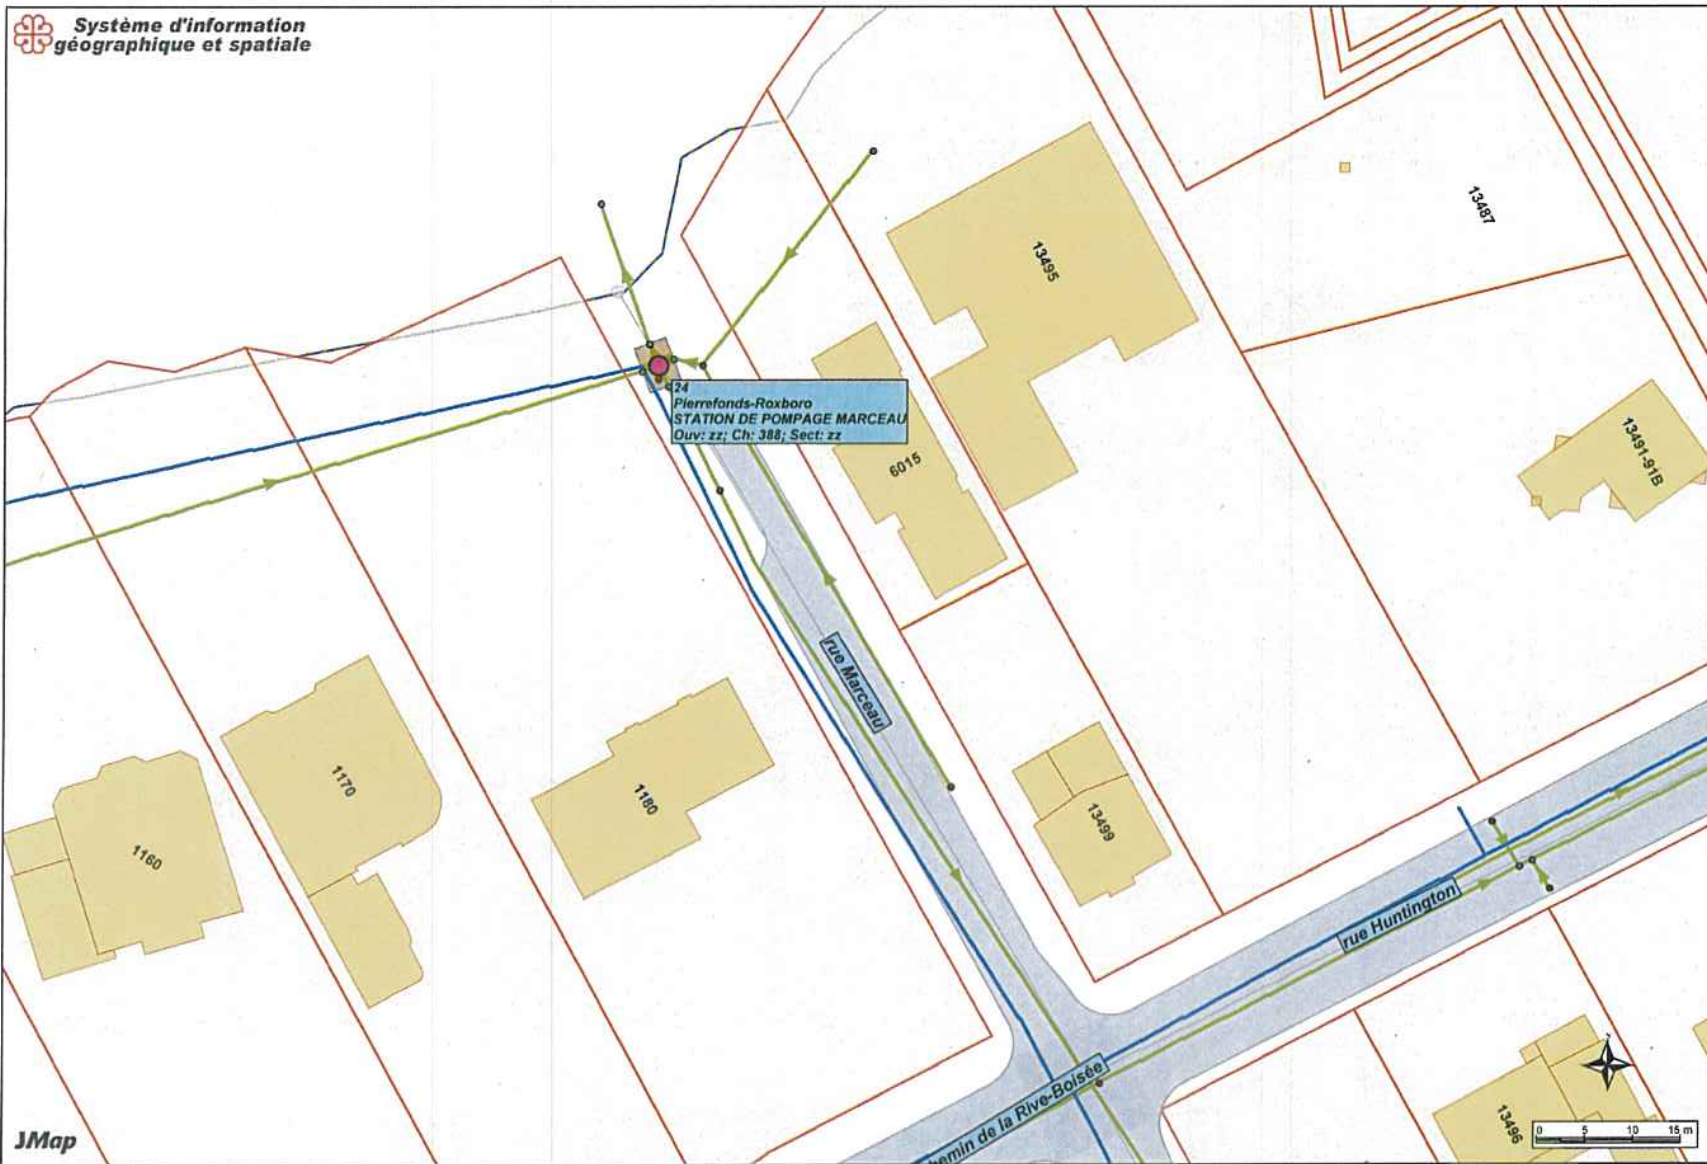 Système d'information
géographique et spatiale
13487
13495
24
Pierrefonds-Roxboro
STATION DE POMPAGE MARCEAU
Ouv: zz; Ch: 388; Sect: zz
6015
13491-91B
rue Marceau
1170
1180
1160
13499
rue Huntington
chemin de la Rive-Boisée
13496
0 5 10 15 m
JMap